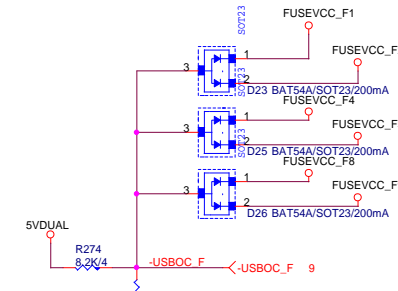 SOT23
FUSEVCC_F1
FUSEVCC_F
1
3
2
D23 BAT54A/SOT23/200mA
SOT23
FUSEVCC_F4
FUSEVCC_F
1
3
2
D25 BAT54A/SOT23/200mA
SOT23
FUSEVCC_F8
FUSEVCC_F
1
3
2
D26 BAT54A/SOT23/200mA
5VDUAL
R274
8.2K/4
-USBOC_F
-USBOC_F 9